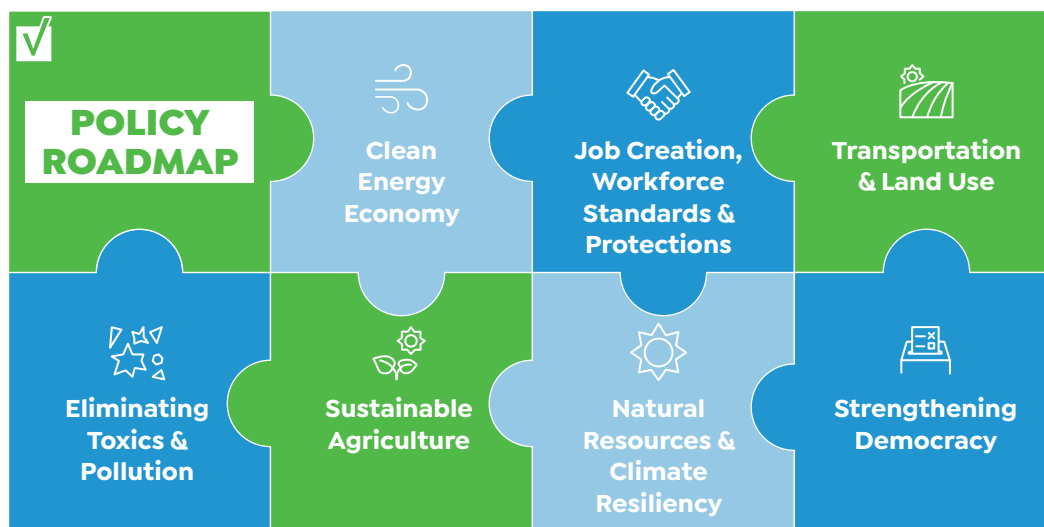 POLICY
ROADMAP
Clean
Energy
Economy
Job Creation,
Workforce
Standards &
Protections
Transportation
& Land Use
Eliminating
Toxics &
Pollution
Sustainable
Agriculture
Natural
Resources &
Climate
Resiliency
Strengthening
Democracy